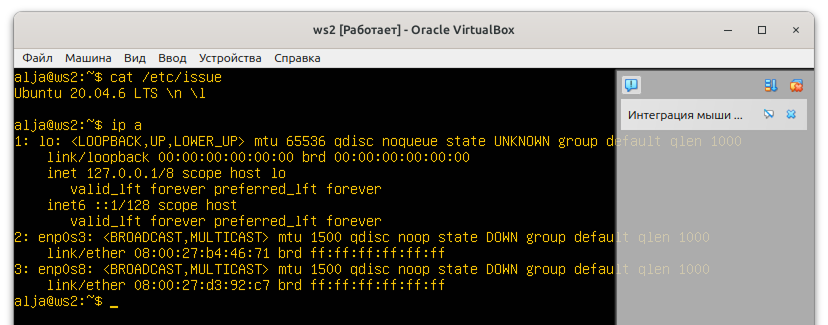 ws2 [Работает] - Oracle VirtualBox
Файл Машина Вид Ввод Устройства Справка
alja@ws2:~$ cat /etc/issue
Ubuntu 20.04.6 LTS \n \l
Интеграция мыши ...
alja@ws2:~$ ip a
1: lo: <LOOPBACK,UP,LOWER_UP> mtu 65536 qdisc noqueue state UNKNOWN group default qlen 1000
    link/loopback 00:00:00:00:00:00 brd 00:00:00:00:00:00
    inet 127.0.0.1/8 scope host lo
       valid_lft forever preferred_lft forever
    inet6 ::1/128 scope host
       valid_lft forever preferred_lft forever
2: enp0s3: <BROADCAST,MULTICAST> mtu 1500 qdisc noop state DOWN group default qlen 1000
    link/ether 08:00:27:b4:46:71 brd ff:ff:ff:ff:ff:ff
3: enp0s8: <BROADCAST,MULTICAST> mtu 1500 qdisc noop state DOWN group default qlen 1000
    link/ether 08:00:27:d3:92:c7 brd ff:ff:ff:ff:ff:ff
alja@ws2:~$ _